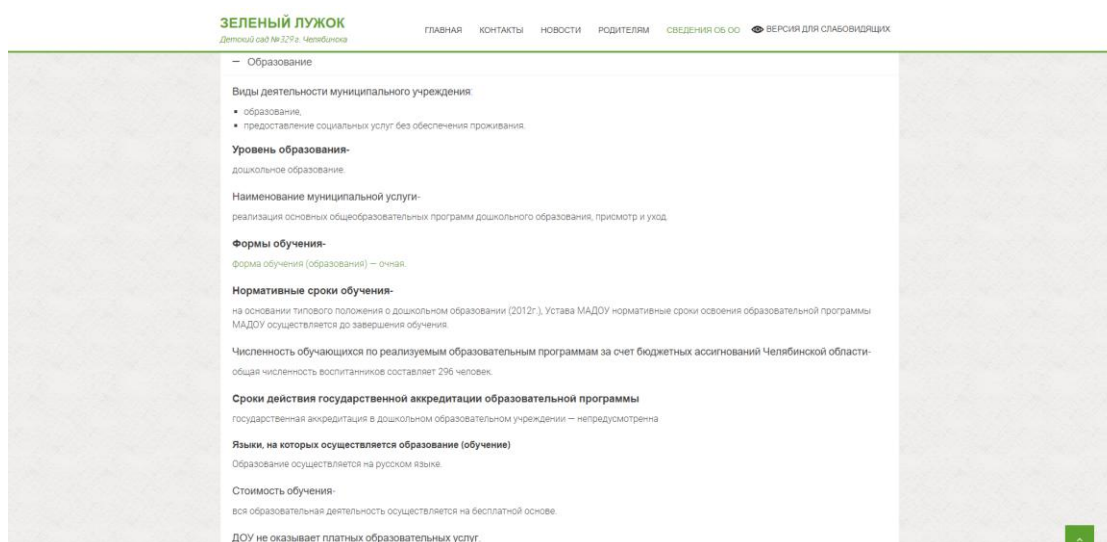 ЗЕЛЕНЫЙ ЛУЖОК
Детский сад №329 г. Челябинска
ГЛАВНАЯ КОНТАКТЫ НОВОСТИ РОДИТЕЛЯМ СВЕДЕНИЯ ОБ ОО ВЕРСИЯ ДЛЯ СЛАБОВИДЯЩИХ
— Образование
Виды деятельности муниципального учреждения:
▪ образование,
▪ предоставление социальных услуг без обеспечения проживания.
Уровень образования-
дошкольное образование.
Наименование муниципальной услуги-
реализация основных общеобразовательных программ дошкольного образования, присмотр и уход.
Формы обучения-
форма обучения (образования) — очная.
Нормативные сроки обучения-
на основании типового положения о дошкольном образовании (2012г.), Устава МАДОУ нормативные сроки освоения образовательной программы
МАДОУ осуществляется до завершения обучения.
Численность обучающихся по реализуемым образовательным программам за счет бюджетных ассигнований Челябинской области-
общая численность воспитанников составляет 296 человек.
Сроки действия государственной аккредитации образовательной программы
государственная аккредитация в дошкольном образовательном учреждении — непредусмотренна
Языки, на которых осуществляется образование (обучение)
Образование осуществляется на русском языке.
Стоимость обучения-
вся образовательная деятельность осуществляется на бесплатной основе.
ДОУ не оказывает платных образовательных услуг.